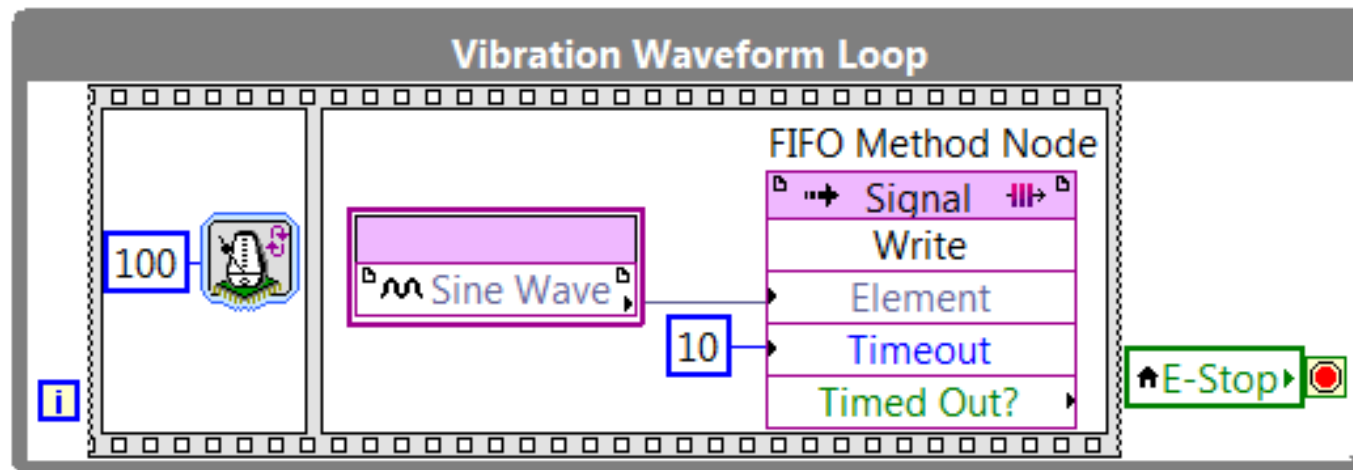 Vibration Waveform Loop
FIFO Method Node
Signal
Write
100
Sine Wave
Element
10
Timeout
E-Stop
i
Timed Out?